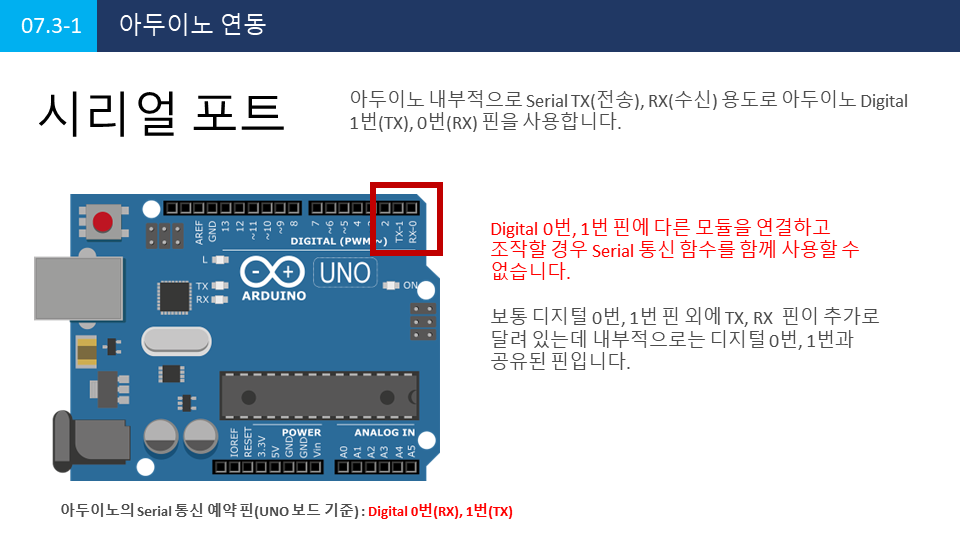 07.3-1
아두이노 연동
시리얼 포트
아두이노 내부적으로 Serial TX(전송), RX(수신) 용도로 아두이노 Digital
1번(TX), 0번(RX) 핀을 사용합니다.
AREF
GND
13
12
~11
~10
~9
8
7
~6
~5
4
2
TX→1
RX←0
DIGITAL (PWM ~)
L
TX
RX
UNO
ARDUINO
ON
Digital 0번, 1번 핀에 다른 모듈을 연결하고
조작할 경우 Serial 통신 함수를 함께 사용할 수
없습니다.
보통 디지털 0번, 1번 핀 외에 TX, RX 핀이 추가로
달려 있는데 내부적으로는 디지털 0번, 1번과
공유된 핀입니다.
POWER
ANALOG IN
IOREF
RESET
3.3V
5V
GND
GND
Vin
A0
A1
A2
A3
A4
A5
아두이노의 Serial 통신 예약 핀(UNO 보드 기준) : Digital 0번(RX), 1번(TX)